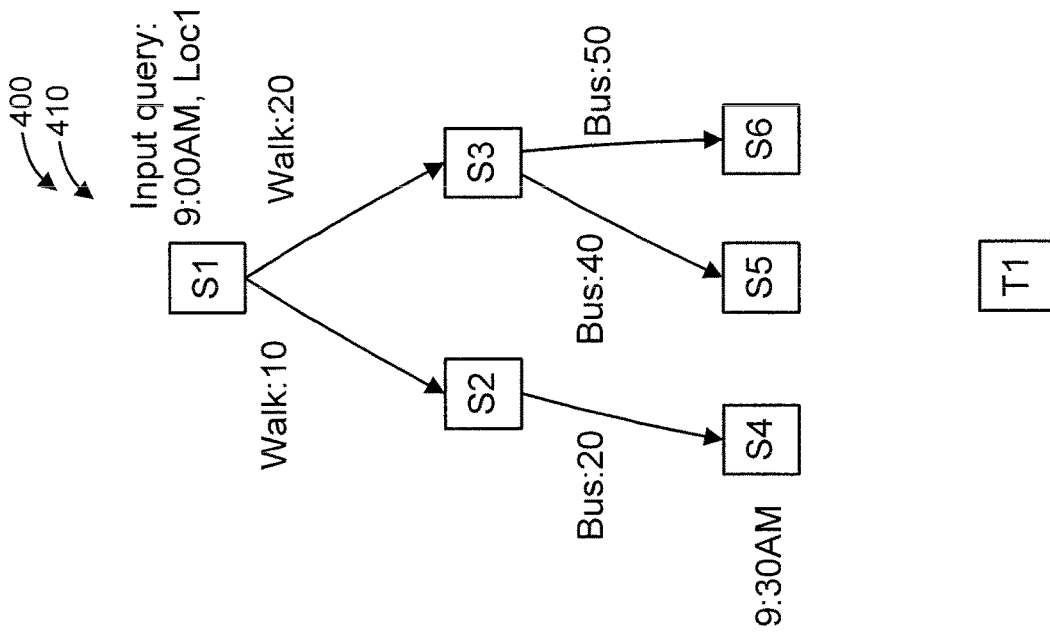 400
410
Input query:
9:00AM, Loc1
S1
Walk:10
Walk:20
S2
S3
Bus:20
Bus:40
Bus:50
9:30AM
S4
S5
S6
T1